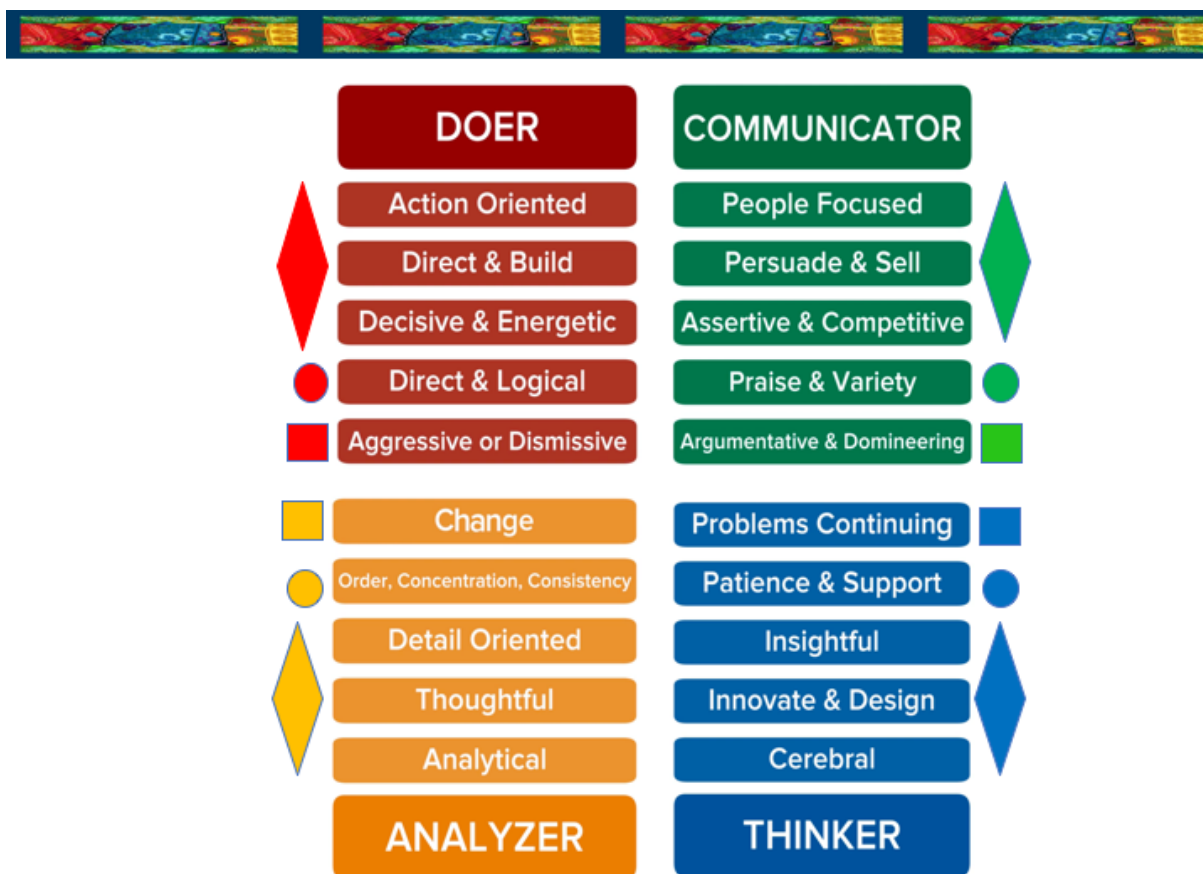 DOER
Action Oriented
Direct & Build
Decisive & Energetic
Direct & Logical
Aggressive or Dismissive
COMMUNICATOR
People Focused
Persuade & Sell
Assertive & Competitive
Praise & Variety
Argumentative & Domineering
Change
Order, Concentration, Consistency
Detail Oriented
Thoughtful
Analytical
ANALYZER
Problems Continuing
Patience & Support
Insightful
Innovate & Design
Cerebral
THINKER